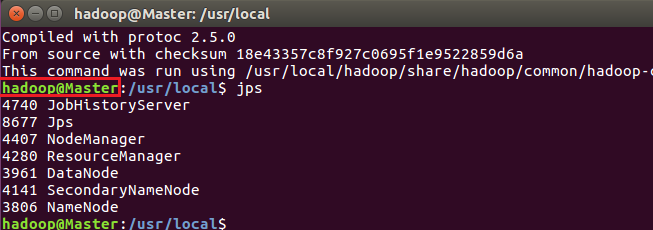 hadoop@Master: /usr/local
Compiled with protoc 2.5.0
From source with checksum 18e43357c8f927c0695f1e9522859d6a
This command was run using /usr/local/hadoop/share/hadoop/common/hadoop-c
hadoop@Master:/usr/local$ jps
4740 JobHistoryServer
8677 Jps
4407 NodeManager
4280 ResourceManager
3961 DataNode
4141 SecondaryNameNode
3806 NameNode
hadoop@Master:/usr/local$